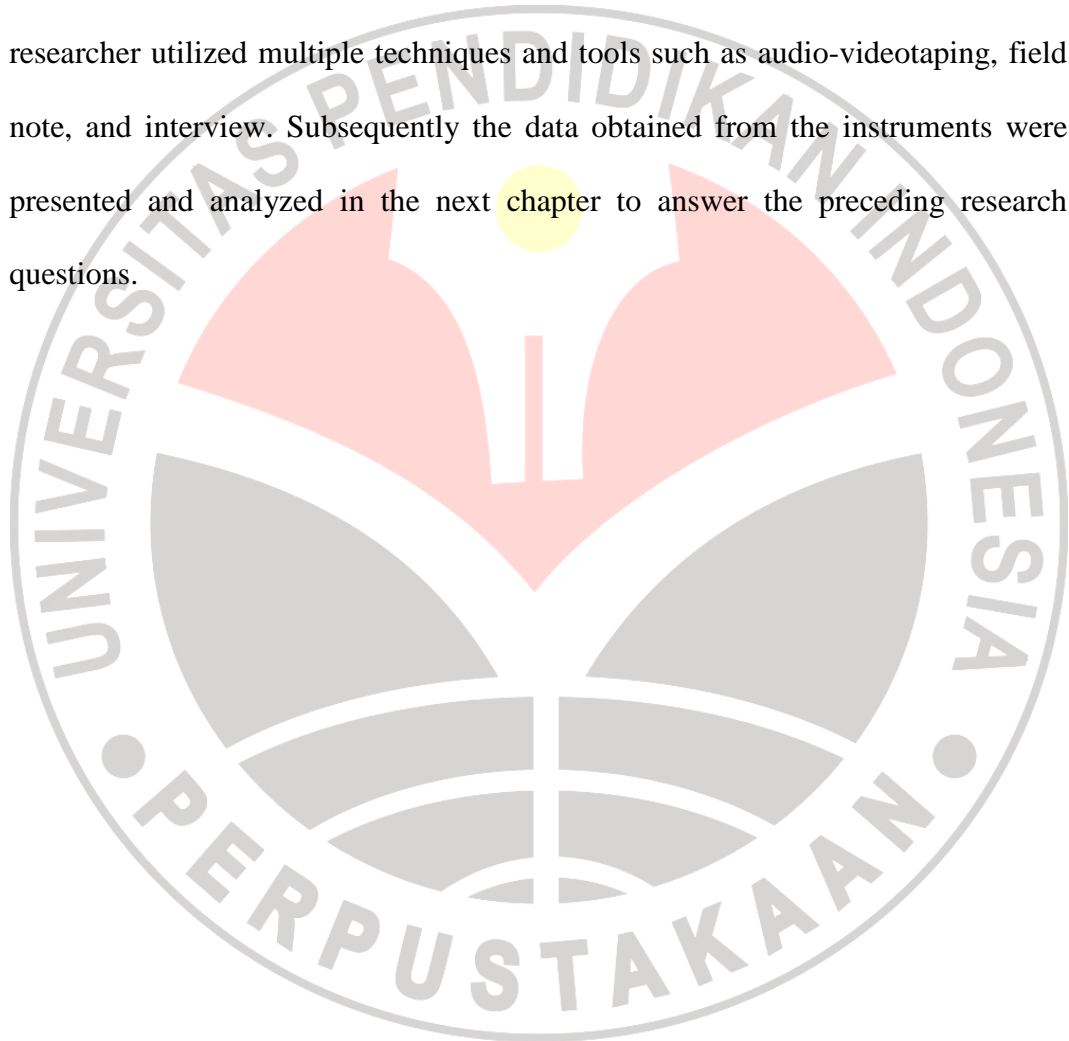 researcher utilized multiple techniques and tools such as audio-videotaping, field
note, and interview. Subsequently the data obtained from the instruments were
presented and analyzed in the next chapter to answer the preceding research
questions.
UNIVERSITAS PENDIDIKAN INDONESIA
PERPUSTAKAAN